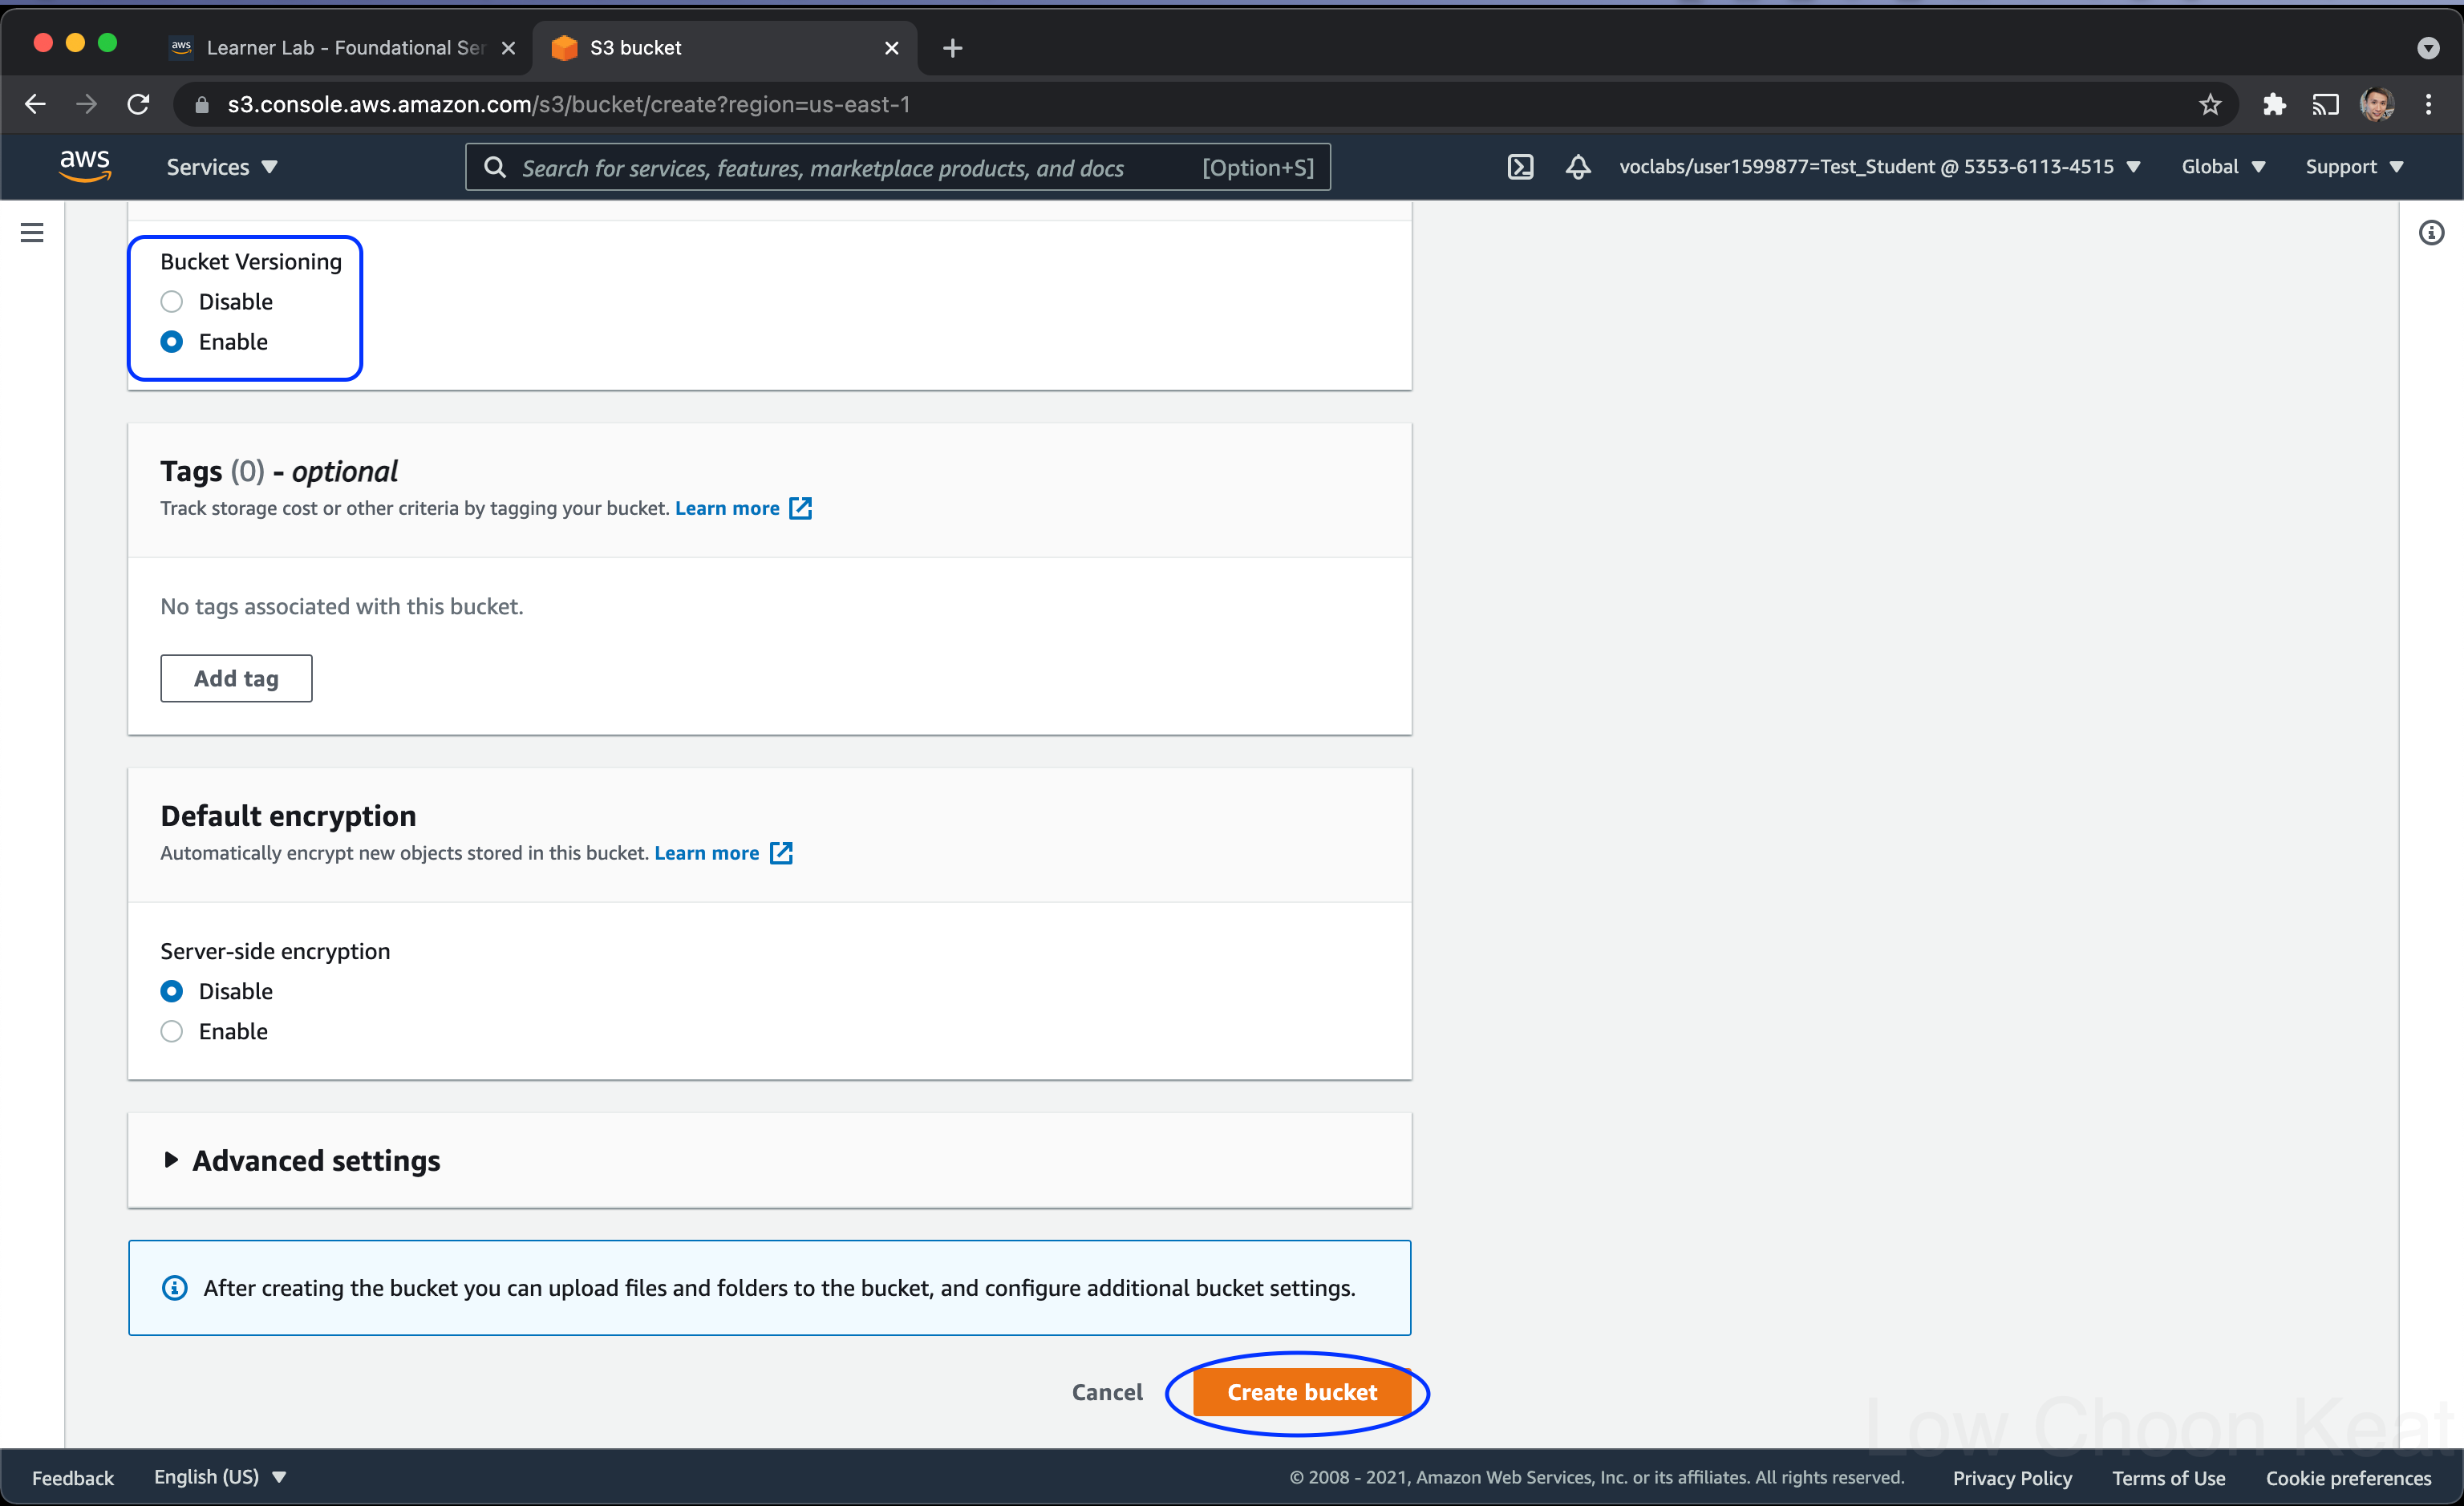 Learner Lab - Foundational Ser
S3 bucket
s3.console.aws.amazon.com/s3/bucket/create?region=us-east-1
aws
Services
Search for services, features, marketplace products, and docs [Option+S]
voclabs/user1599877=Test_Student @ 5353-6113-4515
Global
Support
Bucket Versioning
Disable
Enable
Tags (0) - optional
Track storage cost or other criteria by tagging your bucket. Learn more
No tags associated with this bucket.
Add tag
Default encryption
Automatically encrypt new objects stored in this bucket. Learn more
Server-side encryption
Disable
Enable
Advanced settings
After creating the bucket you can upload files and folders to the bucket, and configure additional bucket settings.
Cancel
Create bucket
Low Choon Keat
Feedback
English (US)
© 2008 - 2021, Amazon Web Services, Inc. or its affiliates. All rights reserved.
Privacy Policy
Terms of Use
Cookie preferences